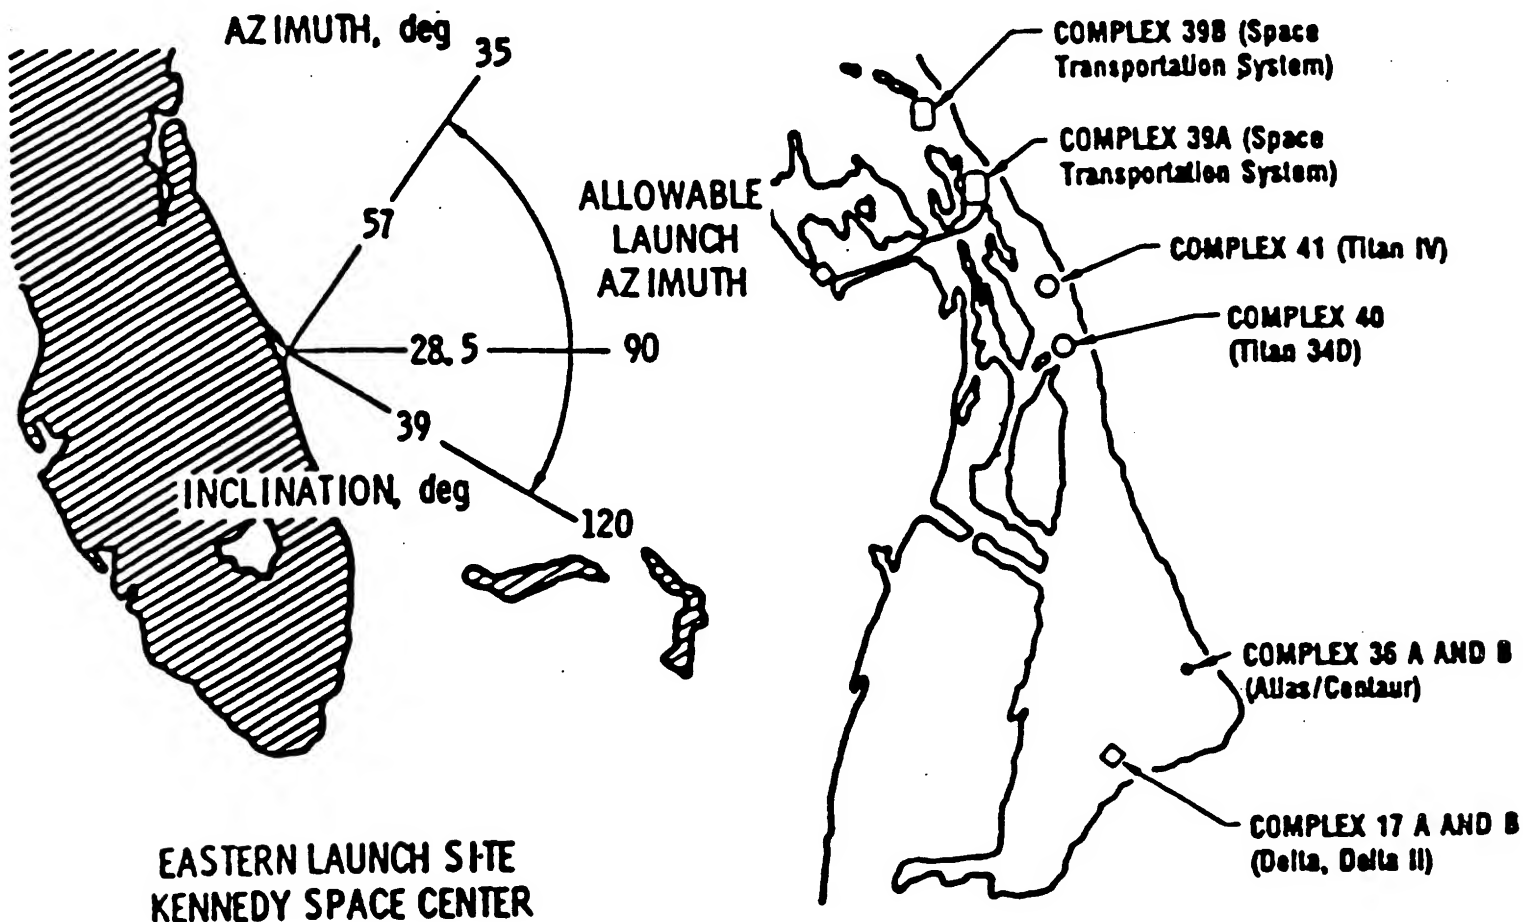 AZIMUTH, deg
35
57
ALLOWABLE
LAUNCH
AZIMUTH
28.5
90
39
INCLINATION, deg
120
EASTERN LAUNCH SITE
KENNEDY SPACE CENTER
COMPLEX 39B (Space
Transportation System)
COMPLEX 39A (Space
Transportation System)
COMPLEX 41 (Titan IV)
COMPLEX 40
(Titan 34D)
COMPLEX 36 A AND B
(Atlas/Centaur)
COMPLEX 17 A AND B
(Delta, Delta II)